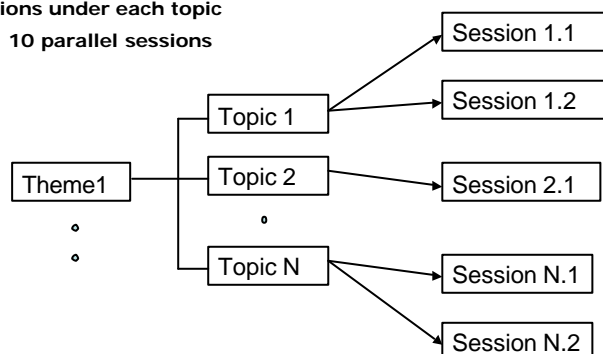 ions under each topic
10 parallel sessions
Session 1.1
Session 1.2
Topic 1
Topic 2
Theme1
Session 2.1
Topic N
Session N.1
Session N.2